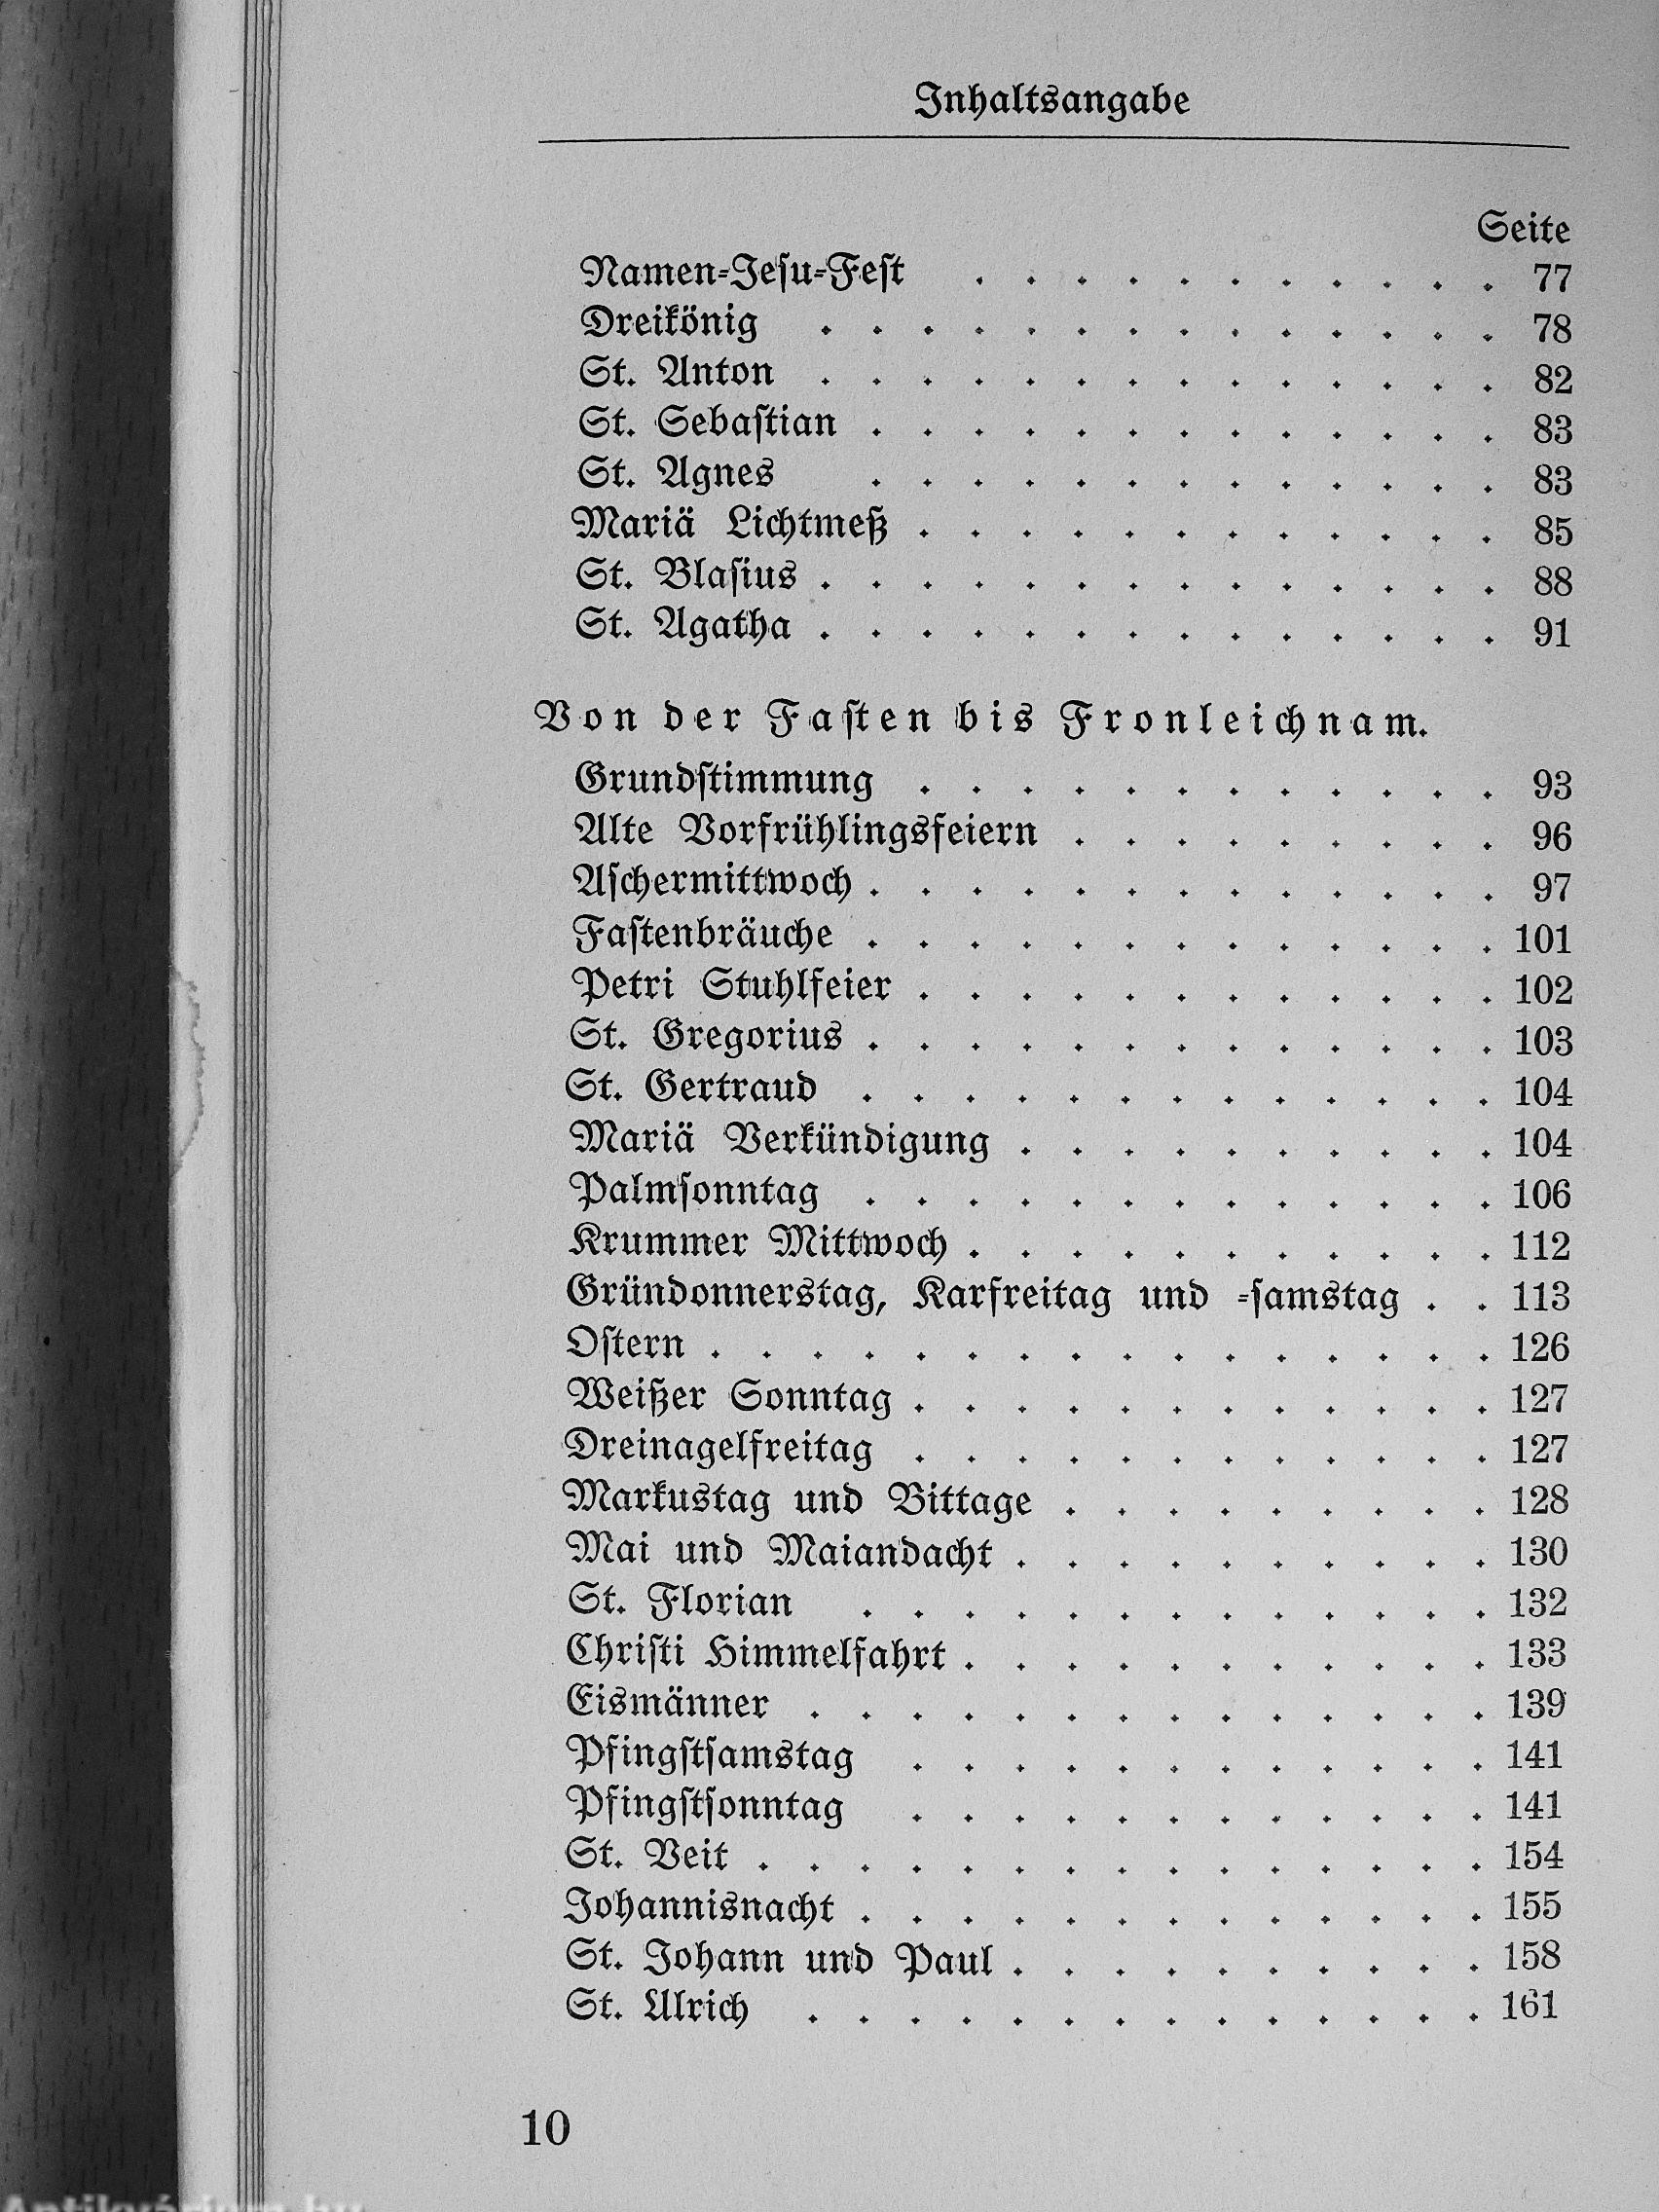 Inhaltsangabe
Seite
Namen-Jesu-Fest . . . . . . . . . . . 77
Dreikönig . . . . . . . . . . . . . . 78
St. Anton . . . . . . . . . . . . . . 82
St. Sebastian . . . . . . . . . . . . . 83
St. Agnes . . . . . . . . . . . . . 83
Mariä Lichtmeß . . . . . . . . . . . . 85
St. Blasius . . . . . . . . . . . . . . 88
St. Agatha . . . . . . . . . . . . . . 91
Von der Fasten bis Fronleichnam.
Grundstimmung . . . . . . . . . . . . 93
Alte Vorfrühlingsfeiern . . . . . . . . . 96
Aschermittwoch . . . . . . . . . . . . . 97
Fastenbräuche . . . . . . . . . . . . . 101
Petri Stuhlfeier . . . . . . . . . . . . 102
St. Gregorius . . . . . . . . . . . . . 103
St. Gertraud . . . . . . . . . . . . . 104
Mariä Verkündigung . . . . . . . . . . 104
Palmsonntag . . . . . . . . . . . . . 106
Krummer Mittwoch . . . . . . . . . . . 112
Gründonnerstag, Karfreitag und -samstag . . 113
Ostern . . . . . . . . . . . . . . . . 126
Weißer Sonntag . . . . . . . . . . . . 127
Dreinagelfreitag . . . . . . . . . . . . 127
Markustag und Bittage . . . . . . . . . 128
Mai und Maiandacht . . . . . . . . . . 130
St. Florian . . . . . . . . . . . . . 132
Christi Himmelfahrt . . . . . . . . . . . 133
Eismänner . . . . . . . . . . . . . . 139
Pfingstsamstag . . . . . . . . . . . . 141
Pfingstsonntag . . . . . . . . . . . . 141
St. Veit . . . . . . . . . . . . . . . 154
Johannisnacht . . . . . . . . . . . . . 155
St. Johann und Paul . . . . . . . . . . 158
St. Ulrich . . . . . . . . . . . . . . 161
10
Antikvárium.hu